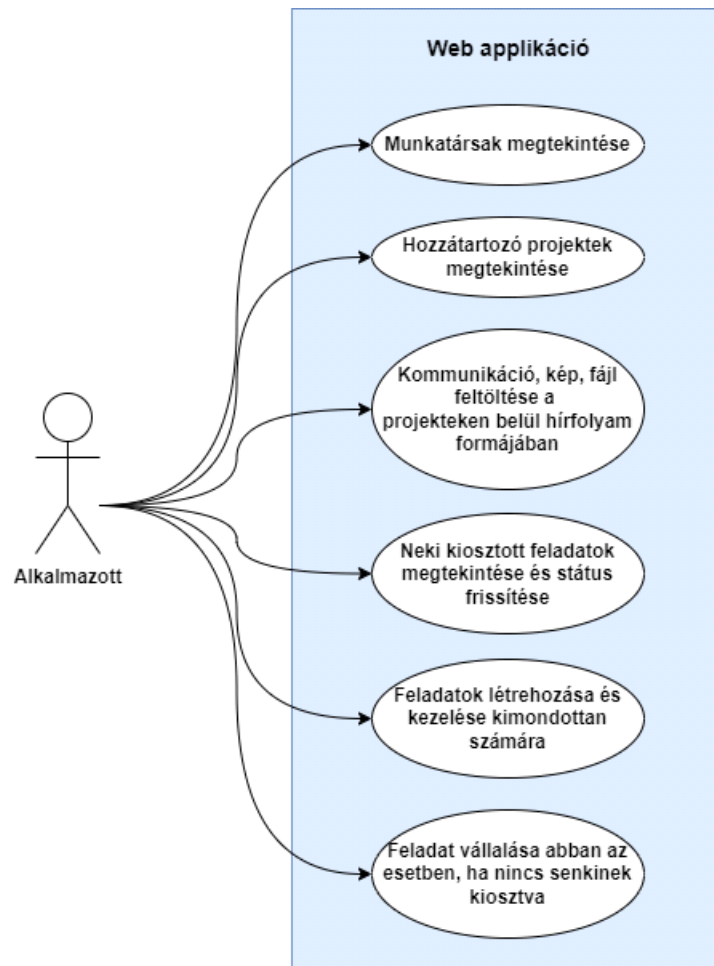 Web applikáció
Munkatársak megtekintése
Hozzátartozó projektek
megtekintése
Kommunikáció, kép, fájl
feltöltése a
projekteken belül hírfolyam
formájában
Alkalmazott
Neki kiosztott feladatok
megtekintése és státus
frissítése
Feladatok létrehozása és
kezelése kimondottan
számára
Feladat vállalása abban az
esetben, ha nincs senkinek
kiosztva